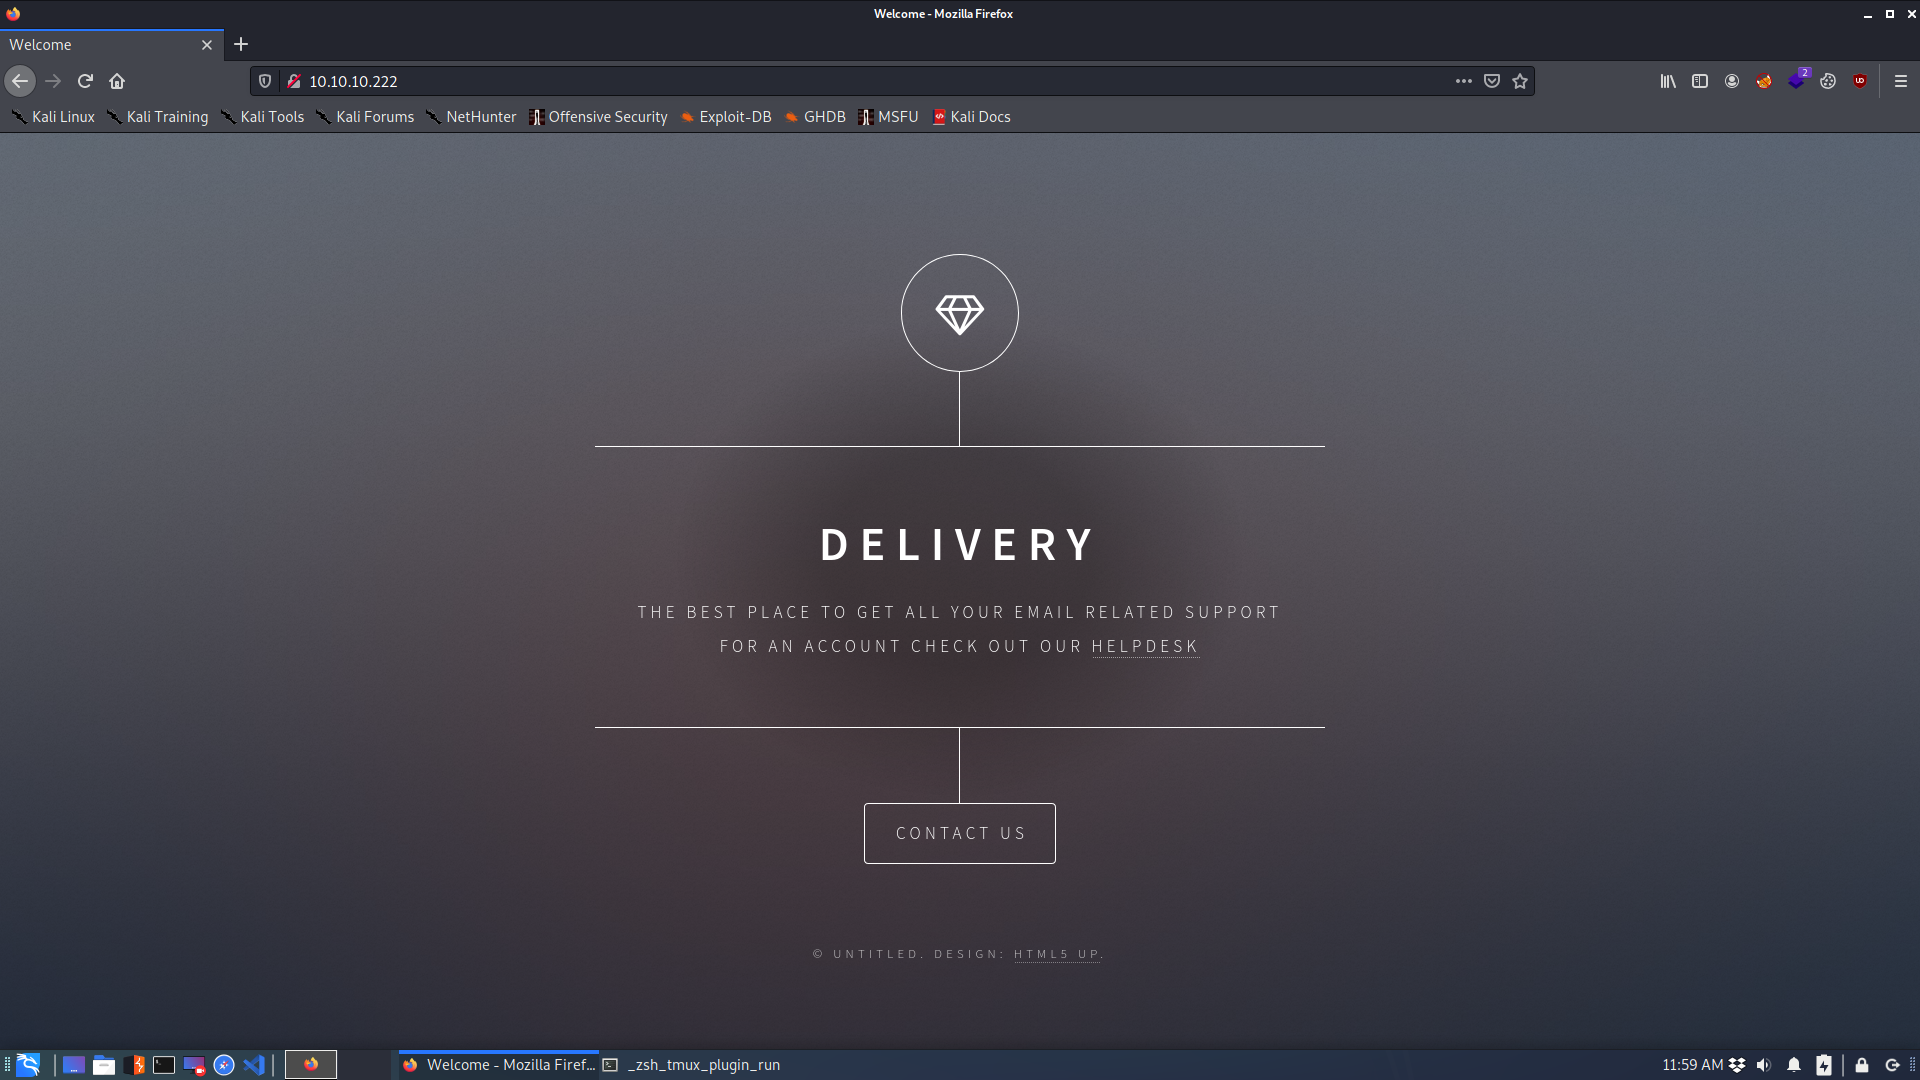 Welcome - Mozilla Firefox
Welcome
10.10.10.222
2
Kali Linux Kali Training Kali Tools Kali Forums NetHunter Offensive Security Exploit-DB GHDB MSFU Kali Docs
DELIVERY
THE BEST PLACE TO GET ALL YOUR EMAIL RELATED SUPPORT
FOR AN ACCOUNT CHECK OUT OUR HELPDESK
CONTACT US
© UNTITLED. DESIGN: HTML5 UP.
Welcome - Mozilla Firef... _zsh_tmux_plugin_run 11:59 AM